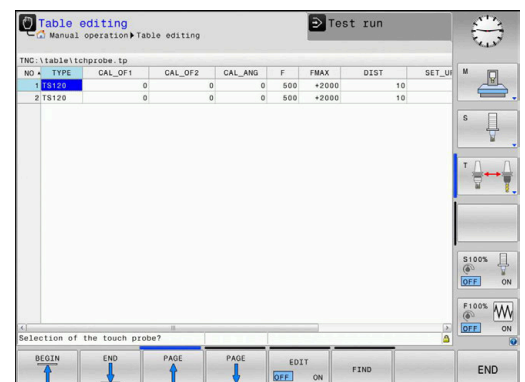 Table editing
Test run
Manual operation Table editing
TNC:\table\tchprobe.tp
NO TYPE CAL_OF1 CAL_OF2 CAL_ANG F FMAX DIST SET_U
1 TS120 0 0 0 500 +2000 10
2 TS120 0 0 0 500 +2000 10
Selection of the touch probe?
M
S
T
S100%
OFF ON
F100%
OFF ON
BEGIN END PAGE PAGE EDIT FIND END
OFF ON